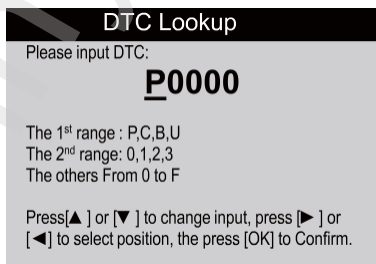 DTC Lookup
Please input DTC:
P0000
The 1st range : P,C,B,U
The 2nd range: 0,1,2,3
The others From 0 to F
Press[▲ ] or [▼ ] to change input, press [▶ ] or
[ ◀] to select position, the press [OK] to Confirm.